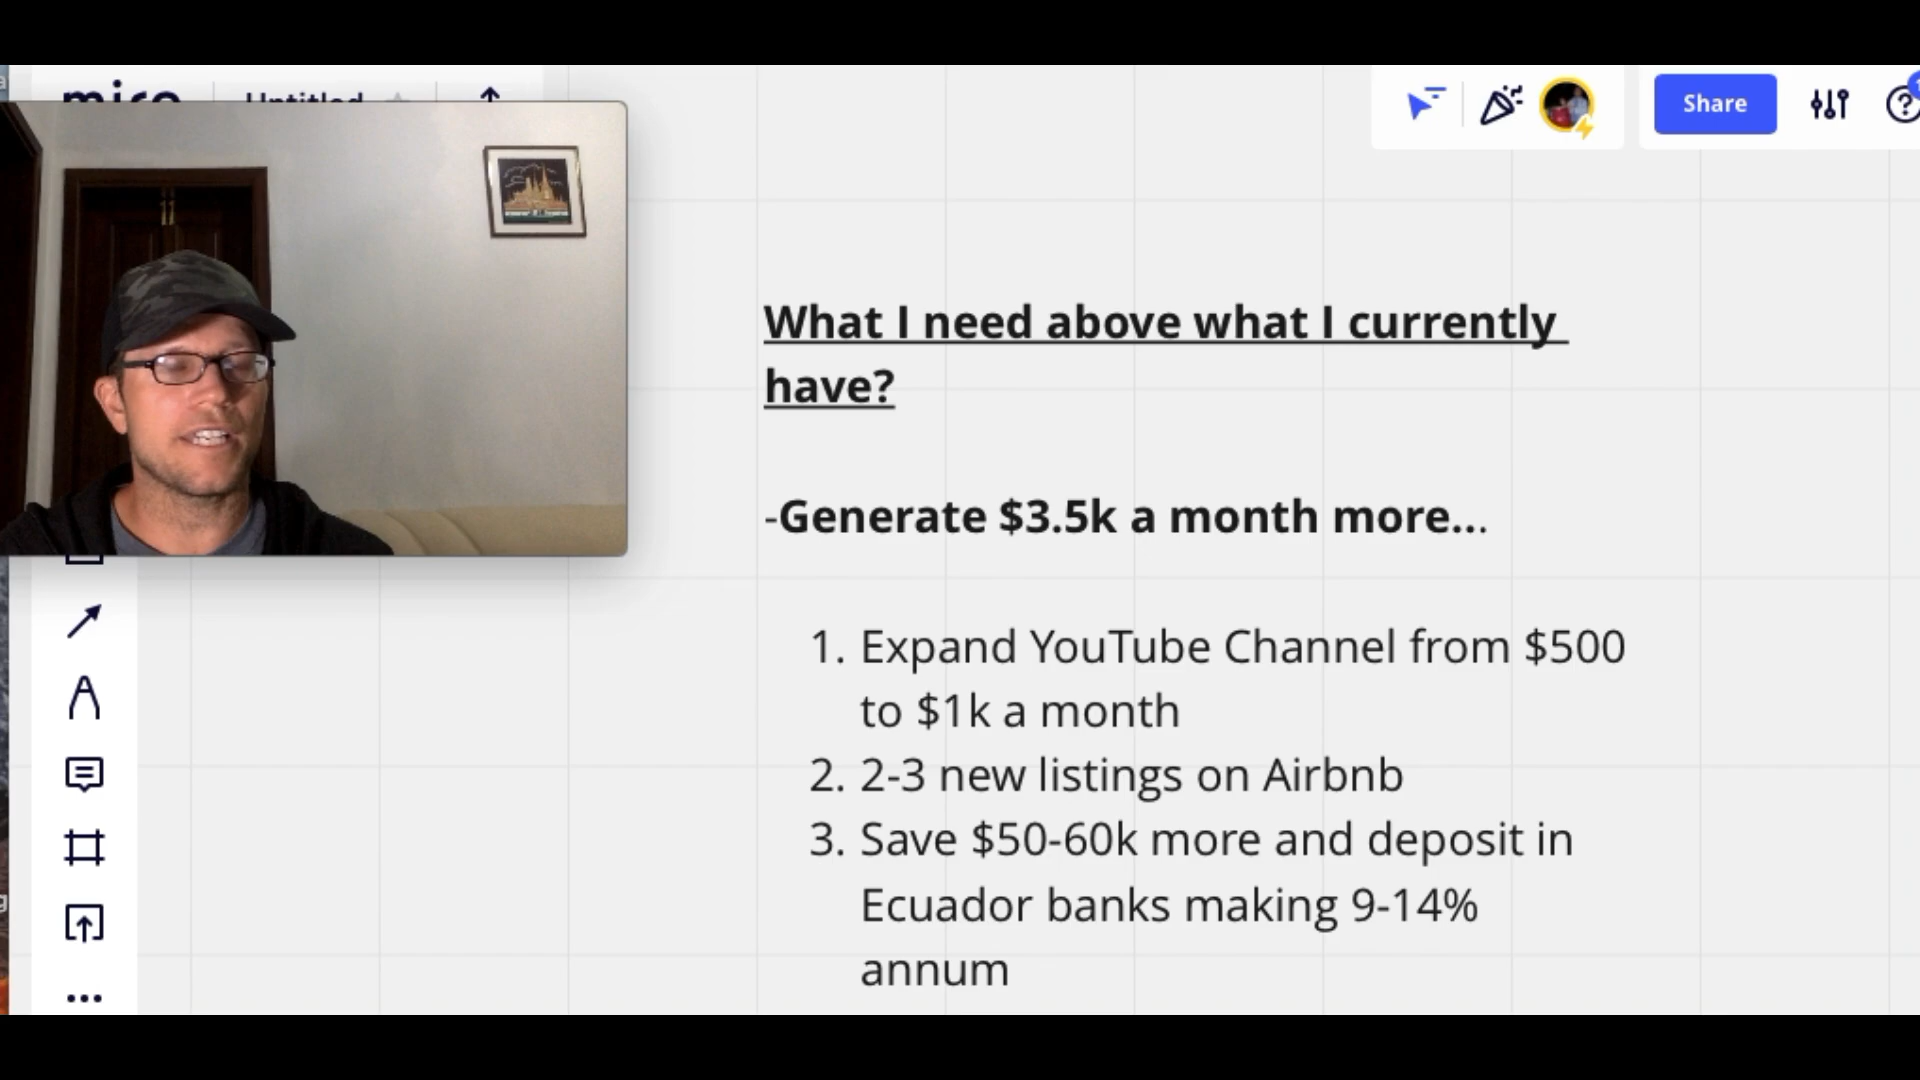 miro
Untitled
Share
What I need above what I currently
have?
-Generate $3.5k a month more...
1. Expand YouTube Channel from $500
to $1k a month
2. 2-3 new listings on Airbnb
3. Save $50-60k more and deposit in
Ecuador banks making 9-14%
annum